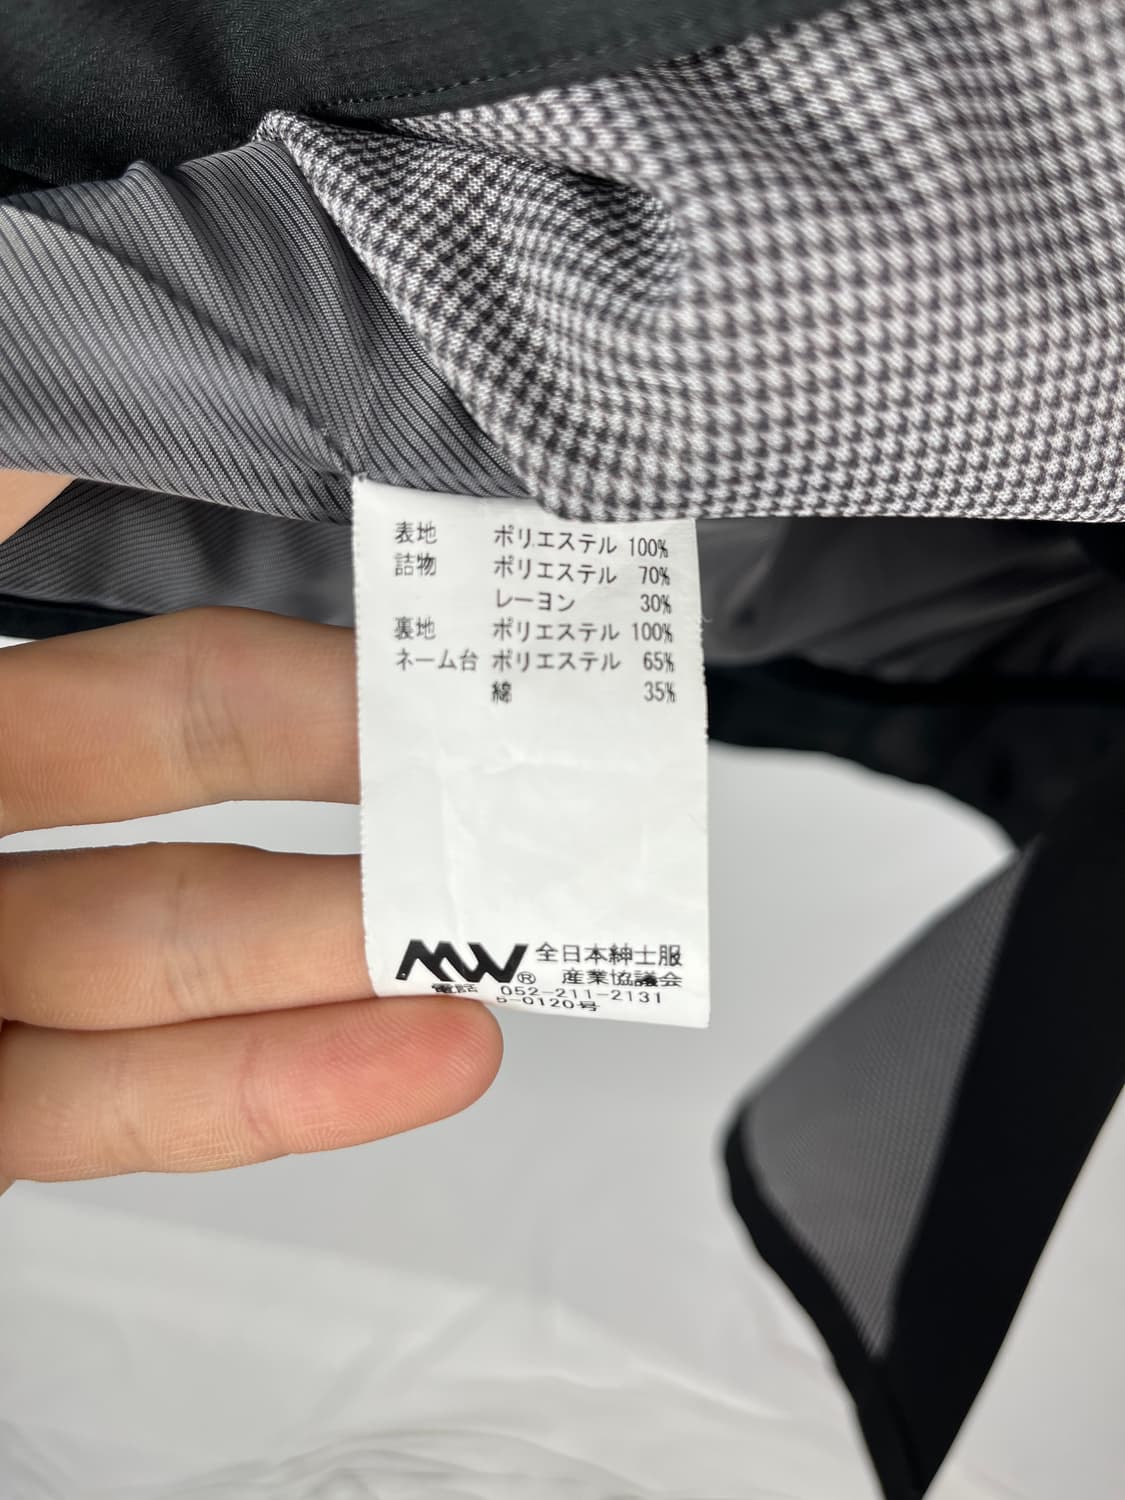 表地 ポリエステル 100%
詰物 ポリエステル 70%
レーヨン 30%
裏地 ポリエステル 100%
ネーム台 ポリエステル 65%
綿 35%
MW® 全日本紳士服
産業協議会
電話 052-211-2131
5-0120号